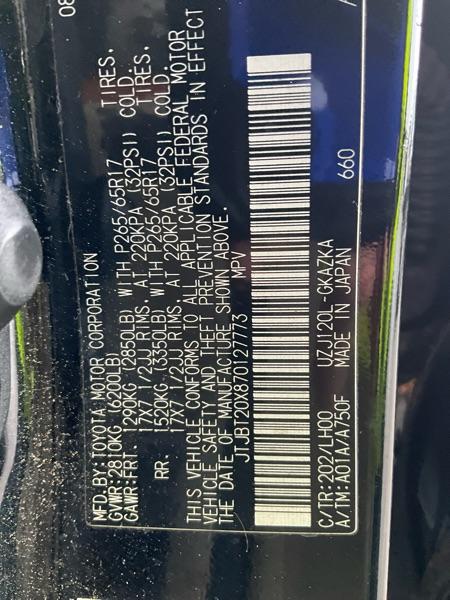 MFD.BY:TOYOTA MOTOR CORPORATION 08
GVWR:2810KG (6200LB)
GAWR:FRT. 1290KG (2850LB) WITH P265/65R17 TIRES.
17X7 1/2JJ RIMS. AT 220KPA (32PSI) COLD.
RR. 1520KG (3350LB) WITH P265/65R17 TIRES.
17X7 1/2JJ RIMS. AT 220KPA (32PSI) COLD.
THIS VEHICLE CONFORMS TO ALL APPLICABLE FEDERAL MOTOR
VEHICLE SAFETY AND THEFT PREVENTION STANDARDS IN EFFECT
THE DATE OF MANUFACTURE SHOWN ABOVE.
JTJBT20X870127773 MPV
C/TR:202/LH00 UZJ120L-GKAZKA
A/TM:A01A/A750F MADE IN JAPAN 660